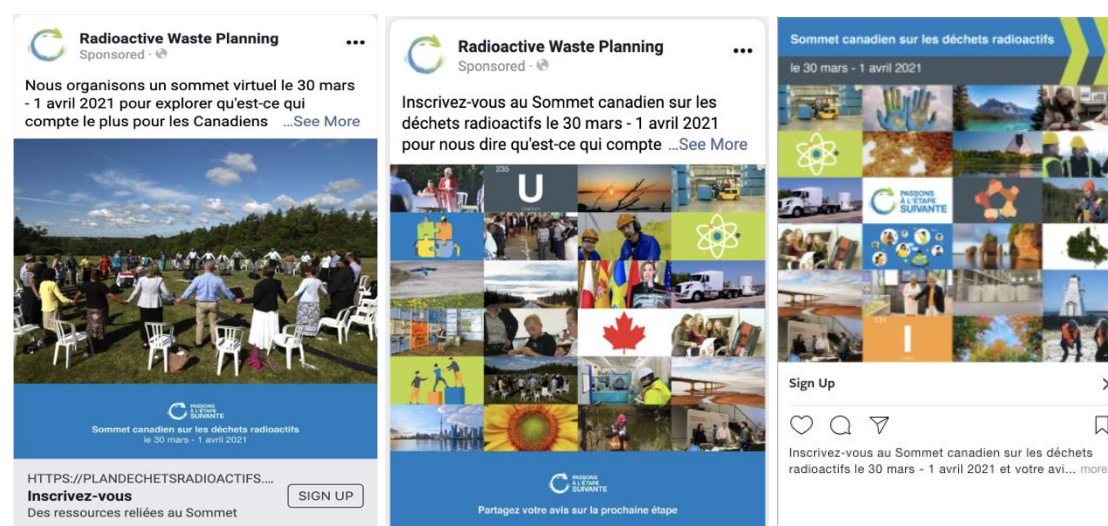 Radioactive Waste Planning
Sponsored ·
Nous organisons un sommet virtuel le 30 mars
- 1 avril 2021 pour explorer qu'est-ce qui
compte le plus pour les Canadiens ...See More
PASSONS
À L'ÉTAPE
SUIVANTE
Sommet canadien sur les déchets radioactifs
le 30 mars - 1 avril 2021
HTTPS://PLANDECHETSRADIOACTIFS....
Inscrivez-vous
Des ressources reliées au Sommet
SIGN UP
Radioactive Waste Planning
Sponsored ·
Inscrivez-vous au Sommet canadien sur les
déchets radioactifs le 30 mars - 1 avril 2021
pour nous dire qu'est-ce qui compte ...See More
235
U
Uranium
PASSONS
À L'ÉTAPE
SUIVANTE
Partagez votre avis sur la prochaine étape
Sommet canadien sur les déchets radioactifs
le 30 mars - 1 avril 2021
PASSONS
À L'ÉTAPE
SUIVANTE
131
I
Sign Up
Inscrivez-vous au Sommet canadien sur les déchets
radioactifs le 30 mars - 1 avril 2021 et votre avi... more